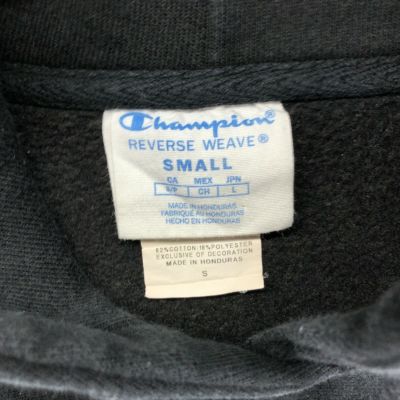 Champion
REVERSE WEAVE®
SMALL
CA MEX JPN
S/P CH L
MADE IN HONDURAS
FABRIQUÉ AU HONDURAS
HECHO EN HONDURAS
82%COTTON·18%POLYESTER
EXCLUSIVE OF DECORATION
MADE IN HONDURAS
S